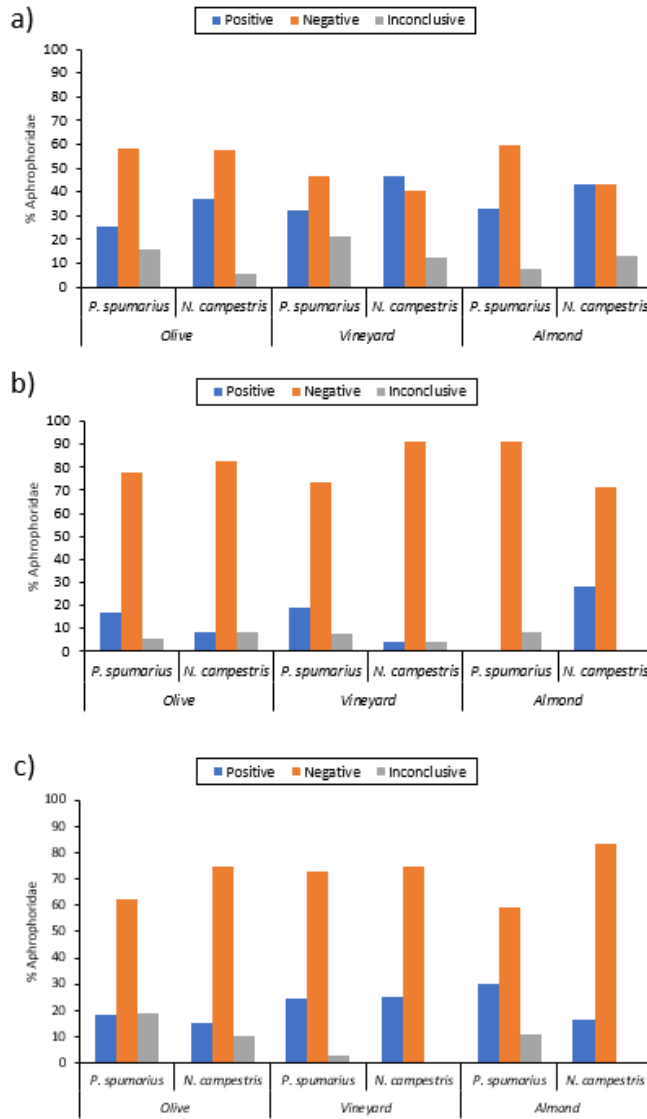 a)
Positive Negative Inconclusive
100
90
80
70
60
50
40
30
20
10
0
% Aphrophoridae
P. spumarius N. campestris P. spumarius N. campestris P. spumarius N. campestris
Olive Vineyard Almond
b)
Positive Negative Inconclusive
100
90
80
70
60
50
40
30
20
10
0
% Aphrophoridae
P. spumarius N. campestris P. spumarius N. campestris P. spumarius N. campestris
Olive Vineyard Almond
c)
Positive Negative Inconclusive
100
90
80
70
60
50
40
30
20
10
0
% Aphrophoridae
P. spumarius N. campestris P. spumarius N. campestris P. spumarius N. campestris
Olive Vineyard Almond